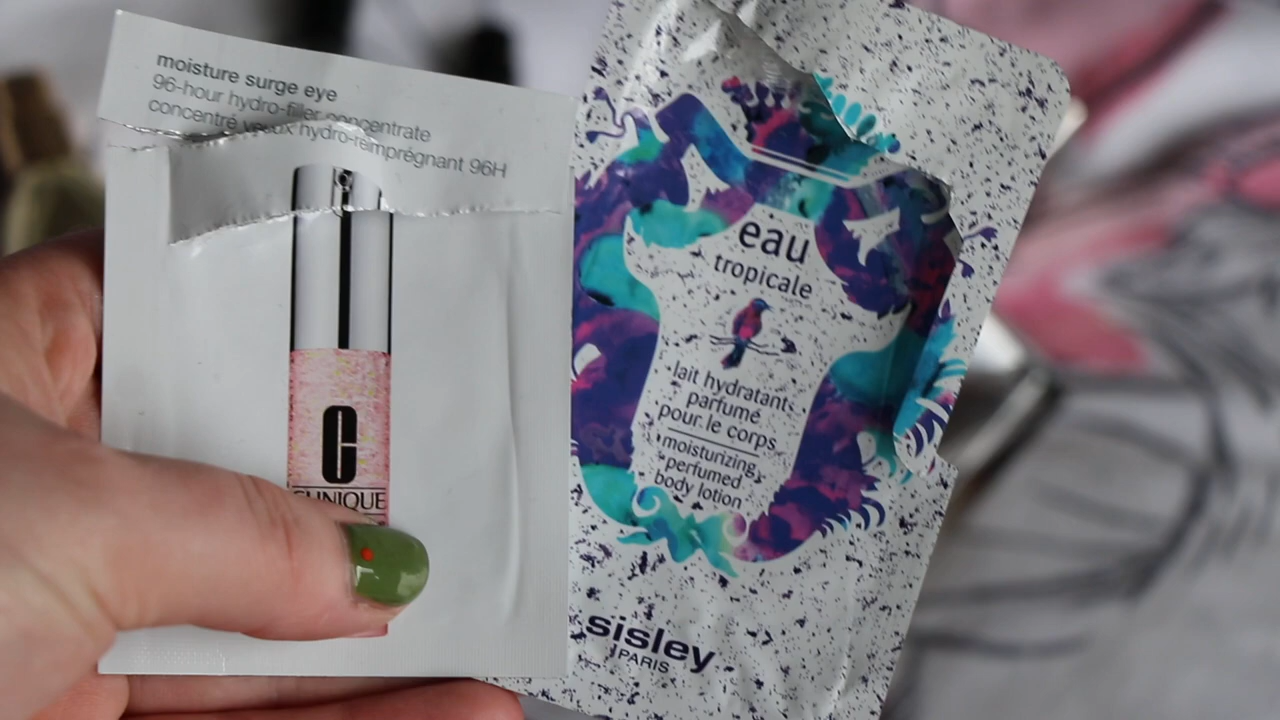 moisture surge eye
96-hour hydro-filler concentrate
concentré yeux hydro-réimprégnant 96H
C
CLINIQUE
eau
tropicale
lait hydratant
parfumé
pour le corps
moisturizing
perfumed
body lotion
sisley
PARIS